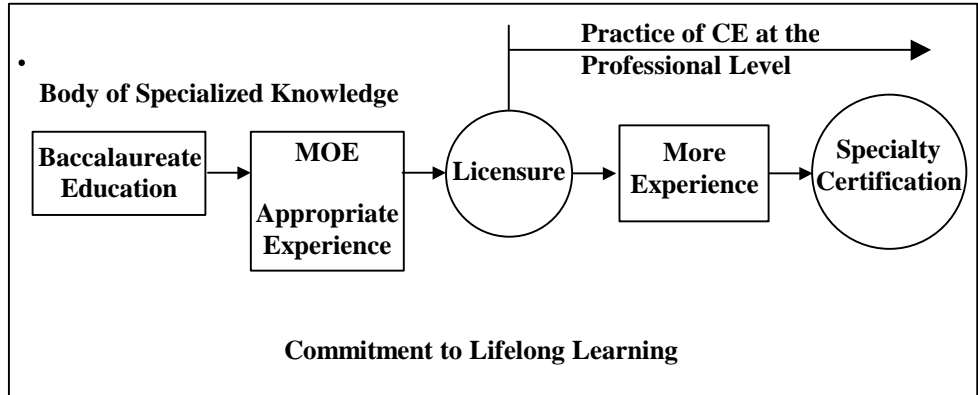 Practice of CE at the
Professional Level
•
Body of Specialized Knowledge
Baccalaureate
Education
MOE
Appropriate
Experience
Licensure
More
Experience
Specialty
Certification
Commitment to Lifelong Learning